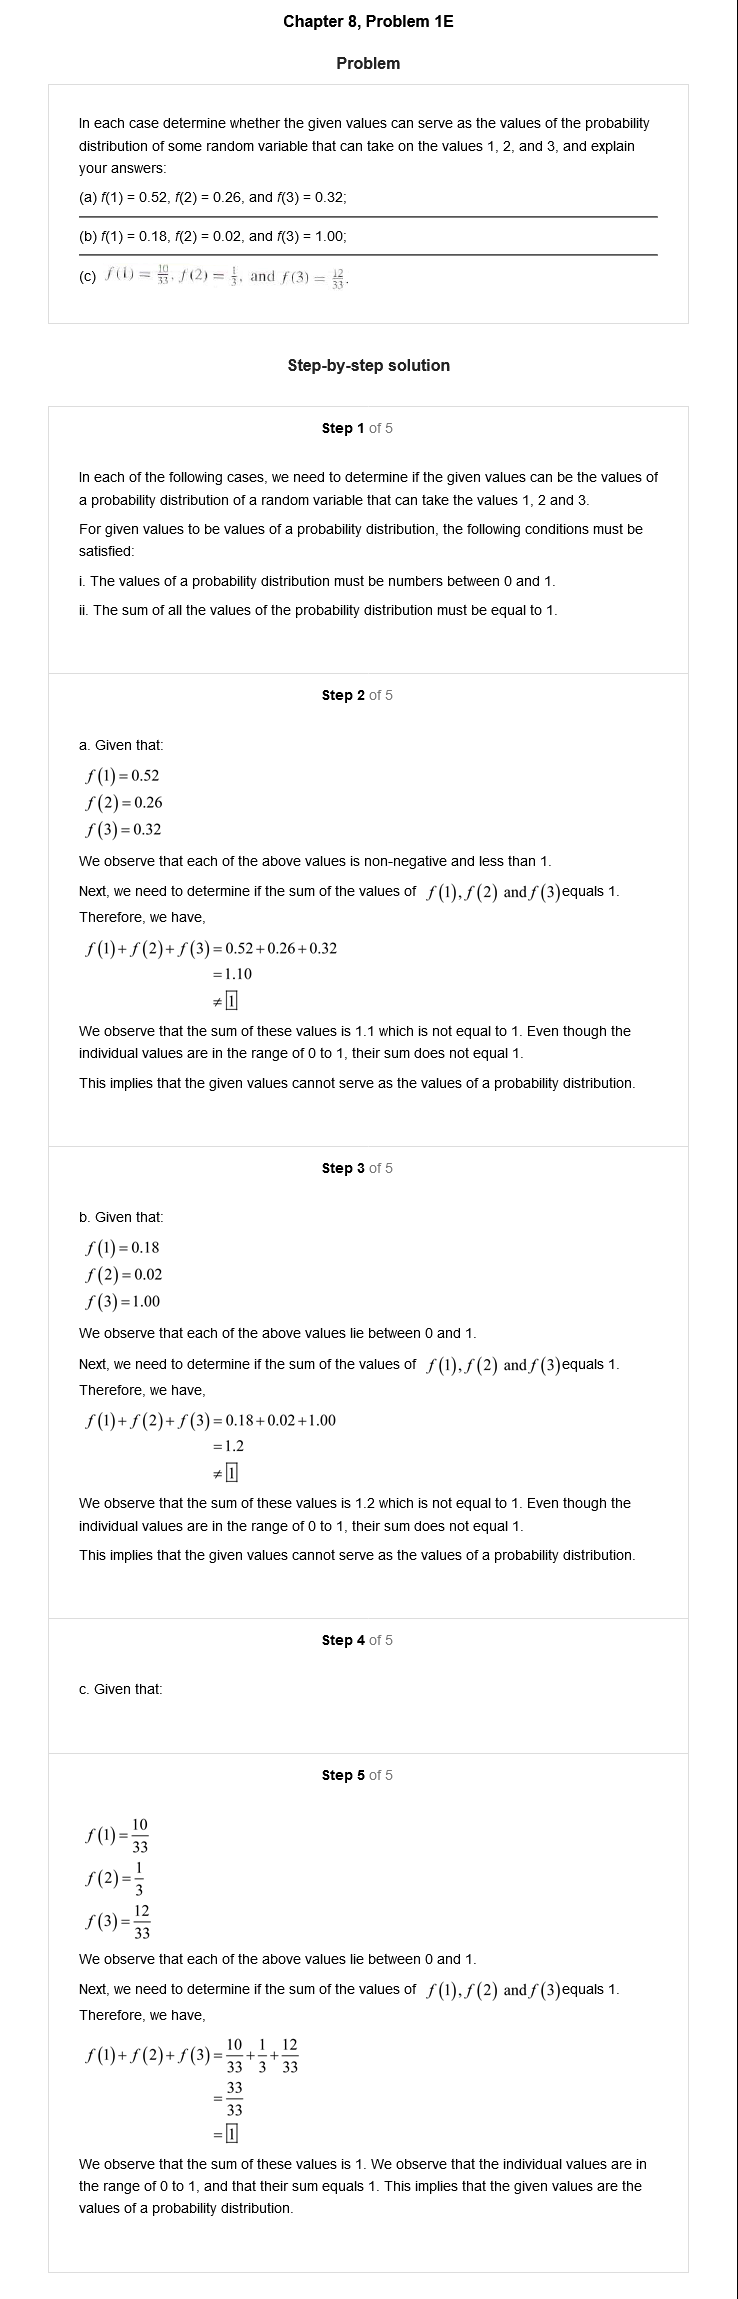 Chapter 8, Problem 1E
Problem
In each case determine whether the given values can serve as the values of the probability
distribution of some random variable that can take on the values 1, 2, and 3, and explain
your answers:
(a) f(1) = 0.52, f(2) = 0.26, and f(3) = 0.32;
(b) f(1) = 0.18, f(2) = 0.02, and f(3) = 1.00;
(c) f(1) = 10/33, f(2) = 1/3, and f(3) = 12/33.
Step-by-step solution
Step 1 of 5
In each of the following cases, we need to determine if the given values can be the values of
a probability distribution of a random variable that can take the values 1, 2 and 3.
For given values to be values of a probability distribution, the following conditions must be
satisfied:
i. The values of a probability distribution must be numbers between 0 and 1.
ii. The sum of all the values of the probability distribution must be equal to 1.
Step 2 of 5
a. Given that:
f(1)=0.52
f(2)=0.26
f(3)=0.32
We observe that each of the above values is non-negative and less than 1.
Next, we need to determine if the sum of the values of f(1), f(2) and f(3) equals 1.
Therefore, we have,
f(1)+f(2)+f(3)=0.52+0.26+0.32
=1.10
≠1
We observe that the sum of these values is 1.1 which is not equal to 1. Even though the
individual values are in the range of 0 to 1, their sum does not equal 1.
This implies that the given values cannot serve as the values of a probability distribution.
Step 3 of 5
b. Given that:
f(1)=0.18
f(2)=0.02
f(3)=1.00
We observe that each of the above values lie between 0 and 1.
Next, we need to determine if the sum of the values of f(1), f(2) and f(3) equals 1.
Therefore, we have,
f(1)+f(2)+f(3)=0.18+0.02+1.00
=1.2
≠1
We observe that the sum of these values is 1.2 which is not equal to 1. Even though the
individual values are in the range of 0 to 1, their sum does not equal 1.
This implies that the given values cannot serve as the values of a probability distribution.
Step 4 of 5
c. Given that:
Step 5 of 5
f(1)=10/33
f(2)=1/3
f(3)=12/33
We observe that each of the above values lie between 0 and 1.
Next, we need to determine if the sum of the values of f(1), f(2) and f(3) equals 1.
Therefore, we have,
f(1)+f(2)+f(3)=10/33+1/3+12/33
=33/33
=1
We observe that the sum of these values is 1. We observe that the individual values are in
the range of 0 to 1, and that their sum equals 1. This implies that the given values are the
values of a probability distribution.